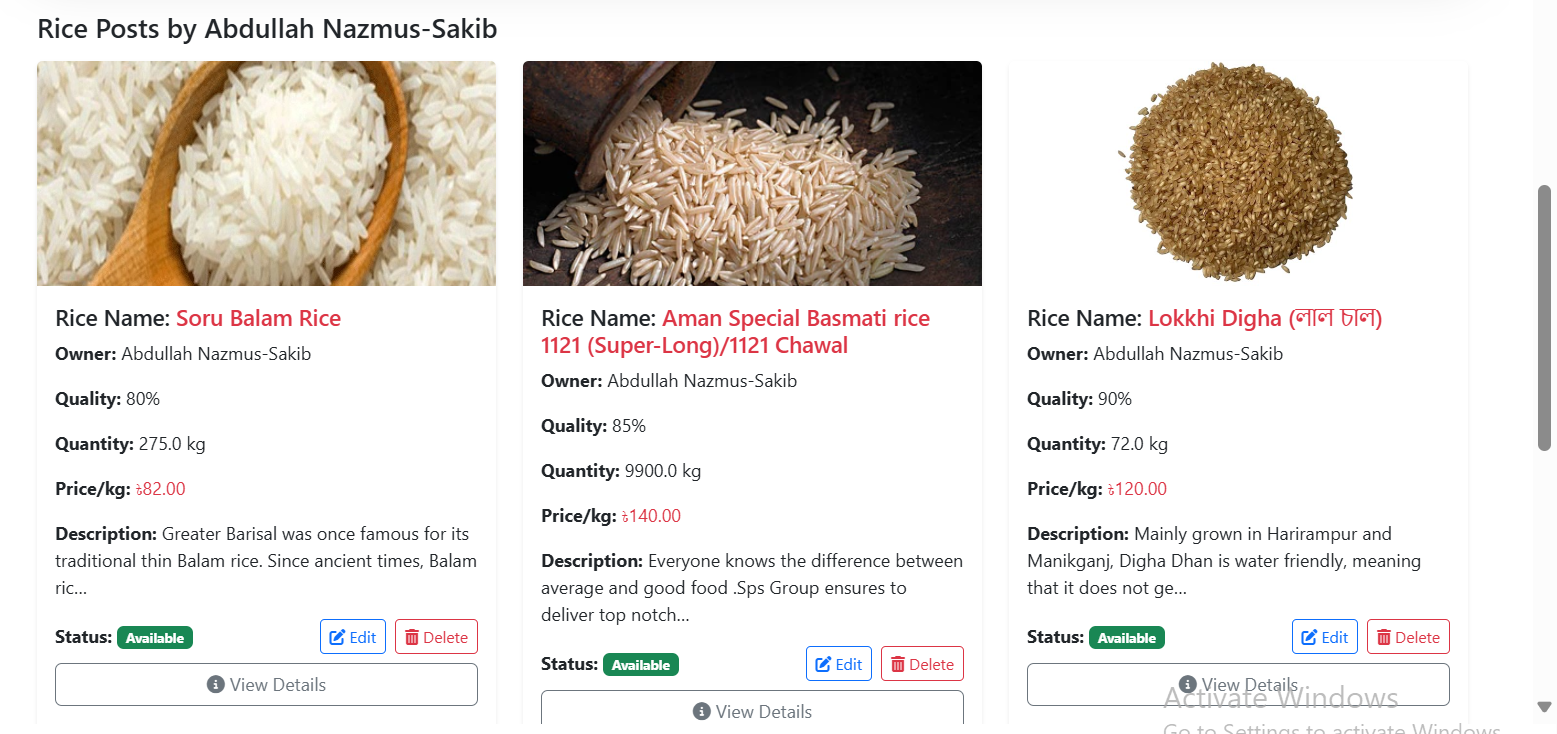 Rice Posts by Abdullah Nazmus-Sakib
Rice Name: Soru Balam Rice
Owner: Abdullah Nazmus-Sakib
Quality: 80%
Quantity: 275.0 kg
Price/kg: ৳82.00
Description: Greater Barisal was once famous for its
traditional thin Balam rice. Since ancient times, Balam
ric...
Status: Available
Edit
Delete
View Details
Rice Name: Aman Special Basmati rice
1121 (Super-Long)/1121 Chawal
Owner: Abdullah Nazmus-Sakib
Quality: 85%
Quantity: 9900.0 kg
Price/kg: ৳140.00
Description: Everyone knows the difference between
average and good food .Sps Group ensures to
deliver top notch...
Status: Available
Edit
Delete
View Details
Rice Name: Lokkhi Digha (লাল চাল)
Owner: Abdullah Nazmus-Sakib
Quality: 90%
Quantity: 72.0 kg
Price/kg: ৳120.00
Description: Mainly grown in Harirampur and
Manikganj, Digha Dhan is water friendly, meaning
that it does not ge...
Status: Available
Edit
Delete
View Details
Activate Windows
Go to Settings to activate Windows.